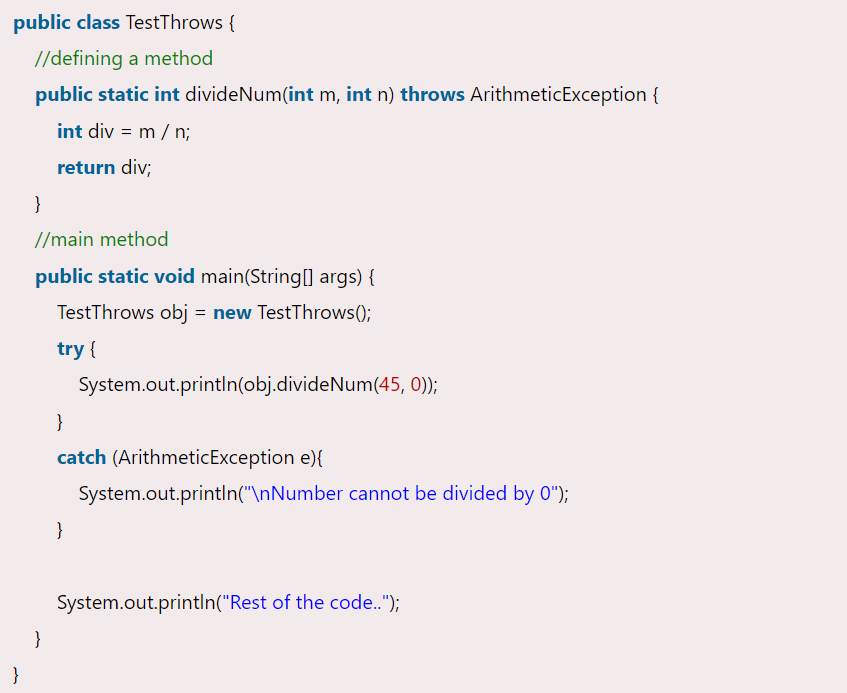 public class TestThrows {
//defining a method
public static int divideNum(int m, int n) throws ArithmeticException {
int div = m / n;
return div;
}
//main method
public static void main(String[] args) {
TestThrows obj = new TestThrows();
try {
System.out.println(obj.divideNum(45, 0));
}
catch (ArithmeticException e){
System.out.println("\nNumber cannot be divided by 0");
}
System.out.println("Rest of the code..");
}
}